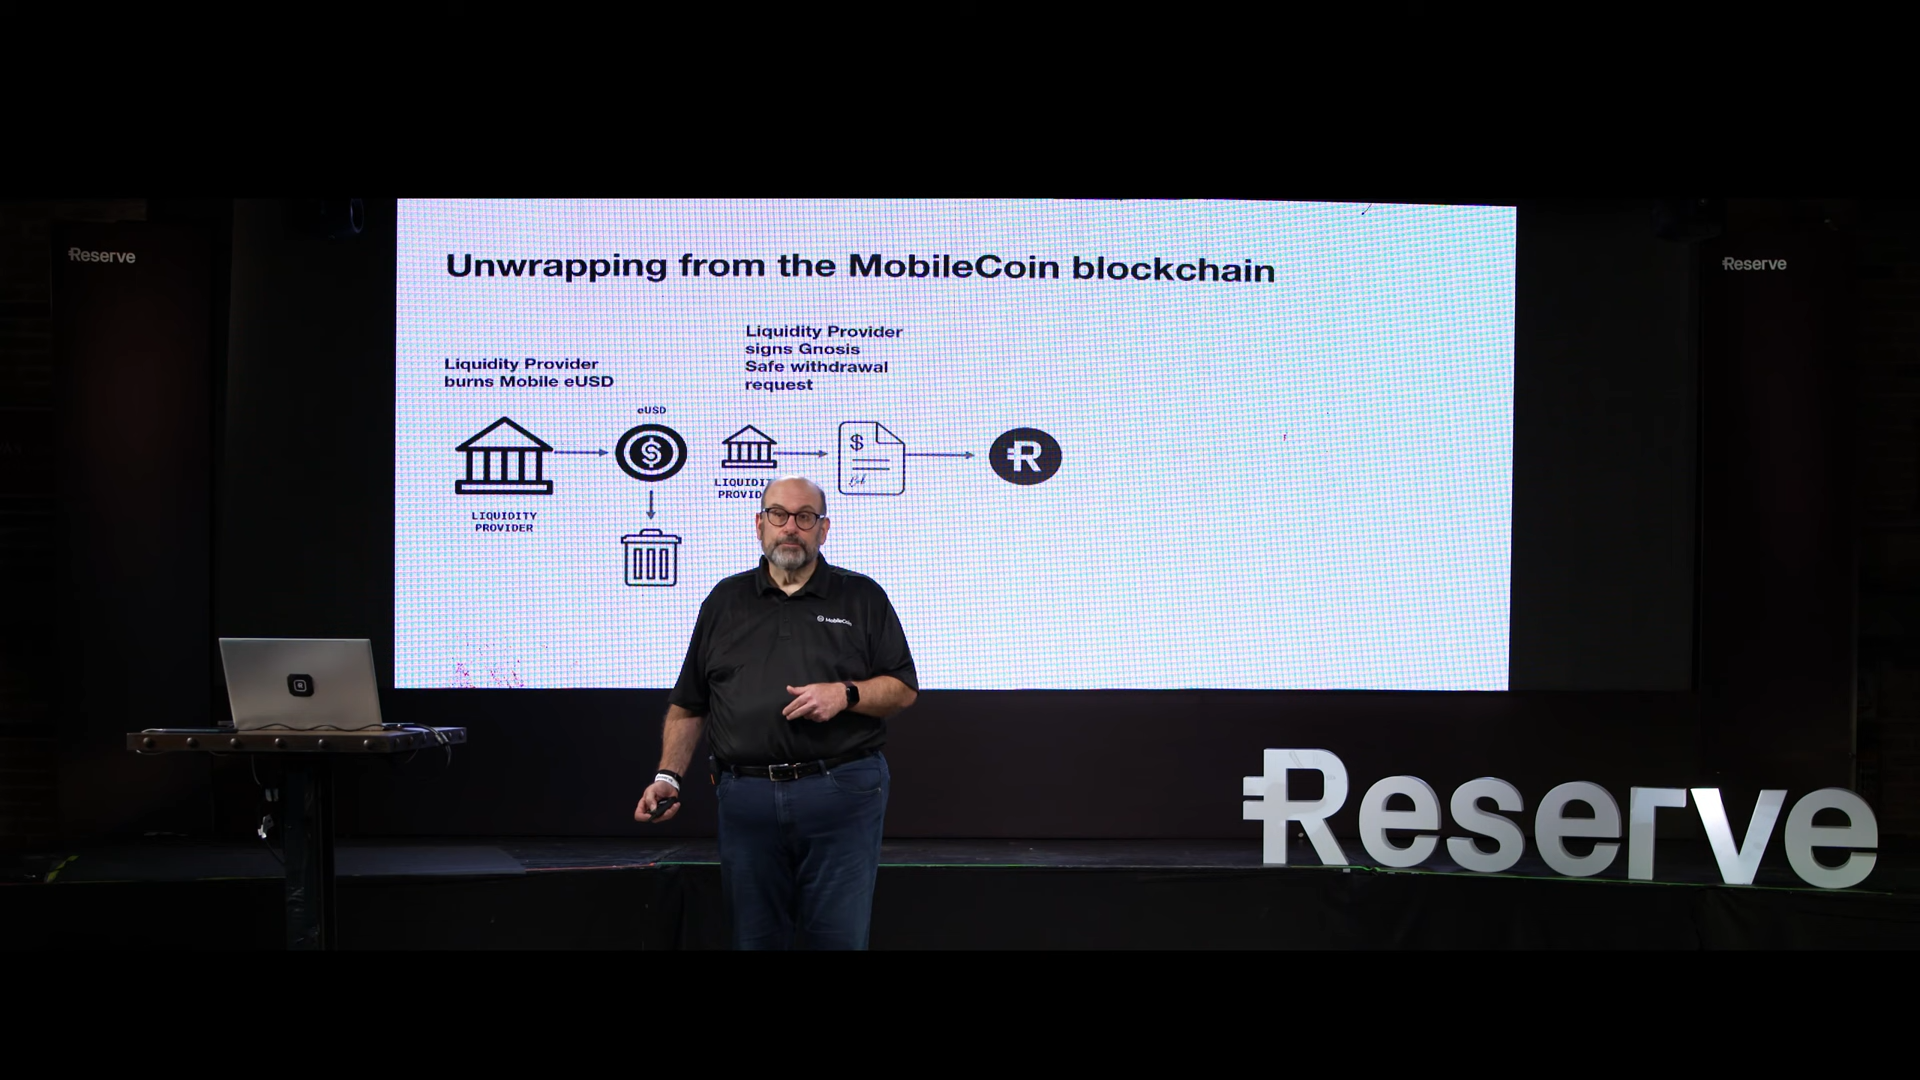 Reserve
Reserve
Unwrapping from the MobileCoin blockchain
Liquidity Provider
burns Mobile eUSD
Liquidity Provider
signs Gnosis
Safe withdrawal
request
eUSD
$
$
R
LIQUIDITY
PROVIDER
MobileCoin
Reserve